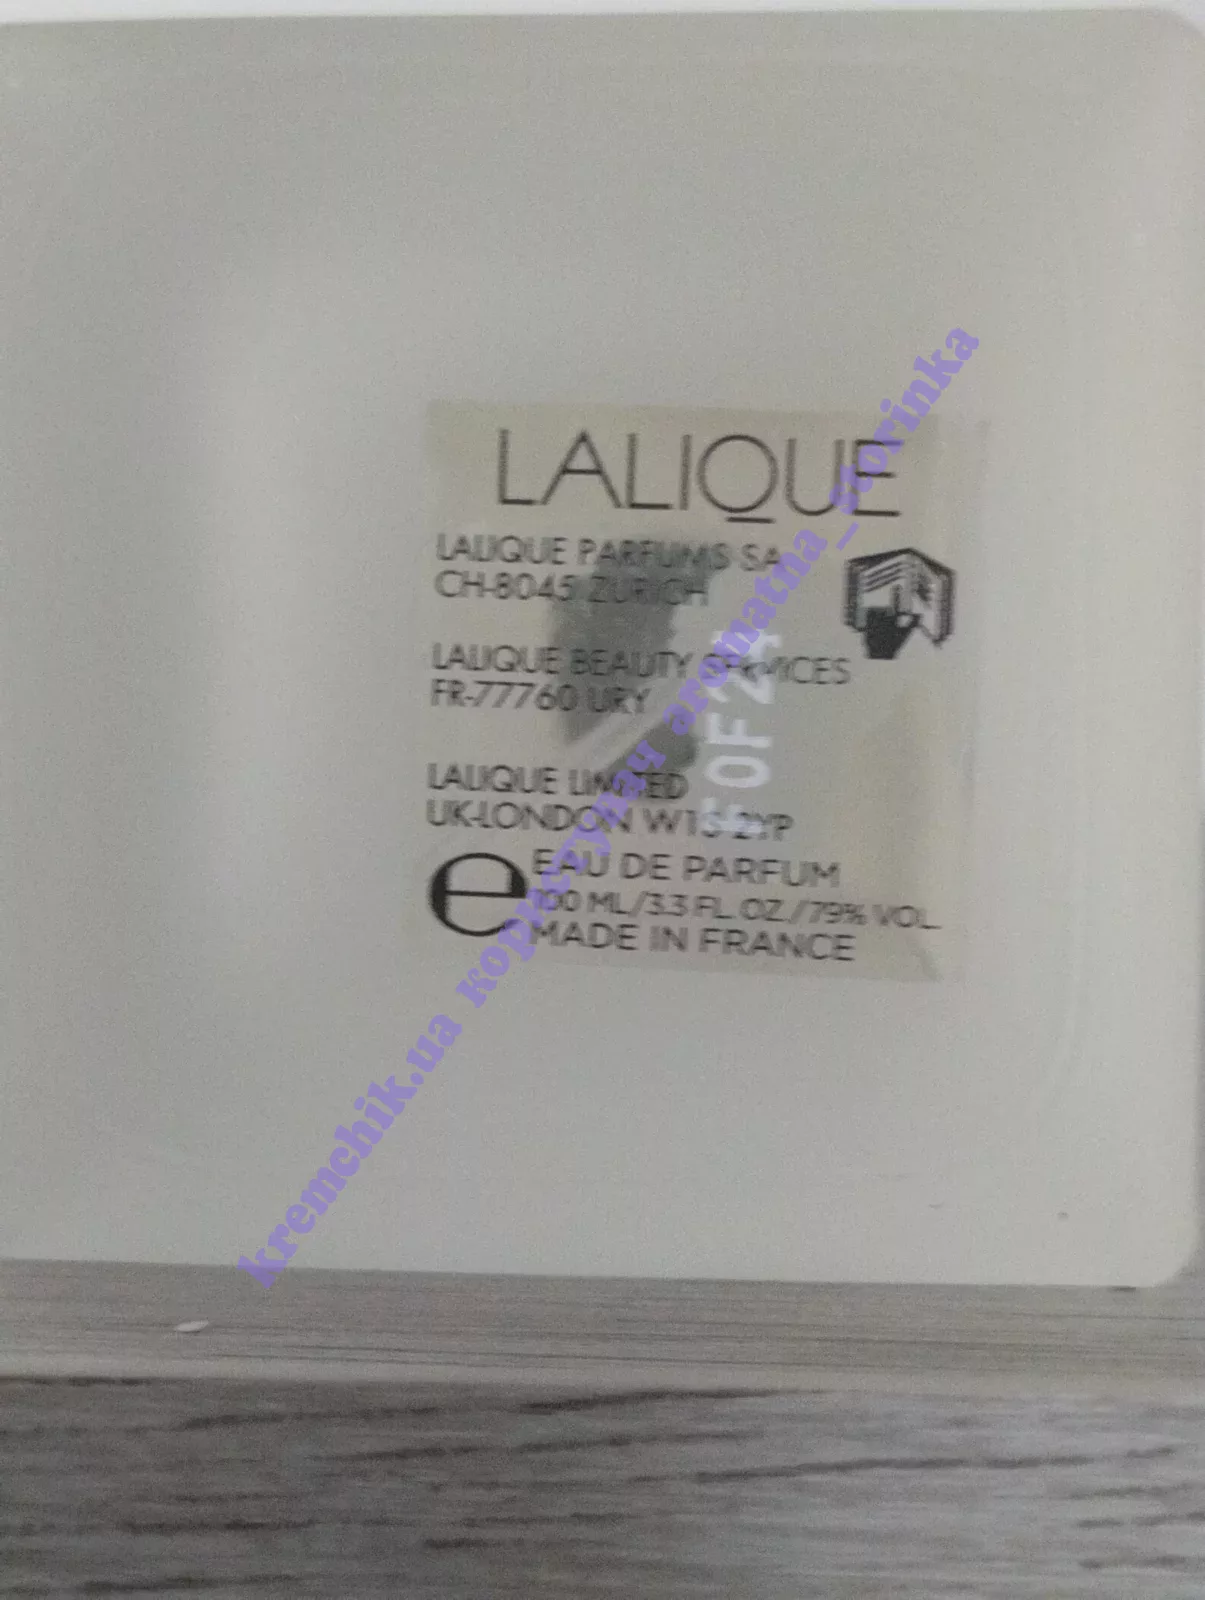 LALIQUE
LALIQUE PARFUMS SA
CH-8045 ZURICH
LALIQUE BEAUTY SERVICES
FR-77760 URY
LALIQUE LIMITED
UK-LONDON W1S 2YP
e
EAU DE PARFUM
100 ML/3.3 FL. OZ./79% VOL.
MADE IN FRANCE
kremchik.ua користувач aromatna_storinka